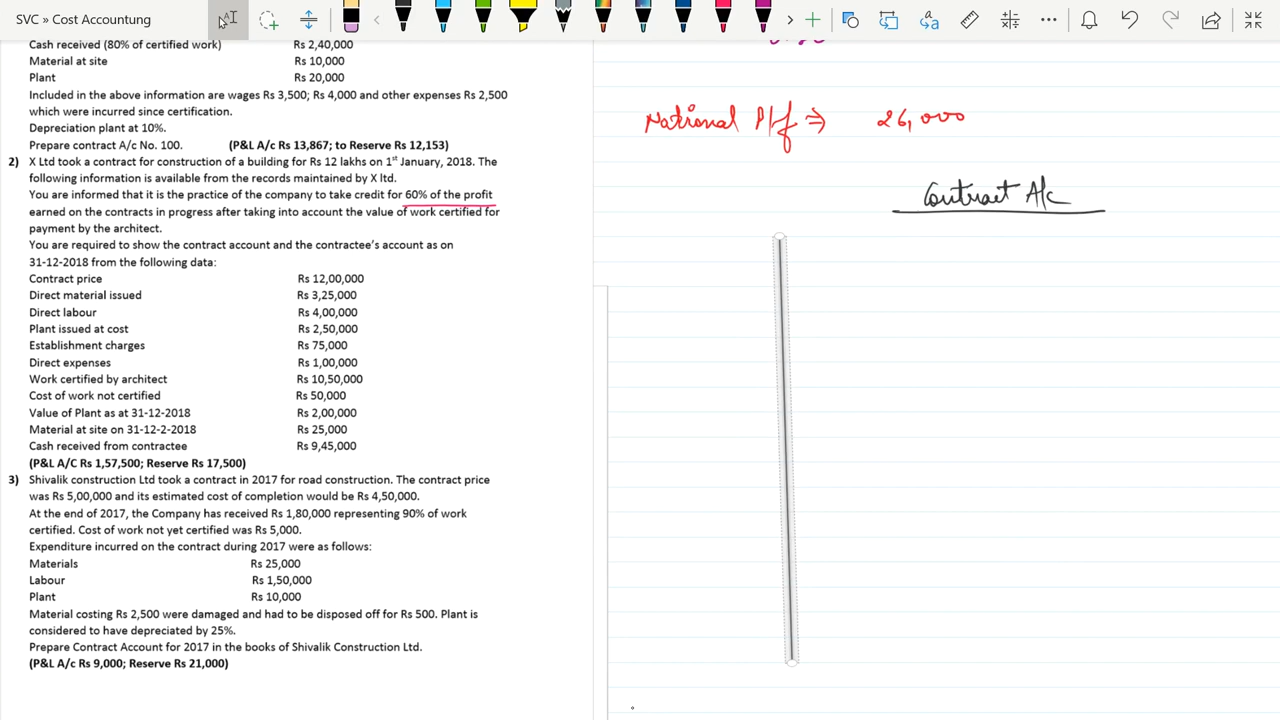 SVC > Cost Accountung
Cash received (80% of certified work) Rs 2,40,000
Material at site Rs 10,000
Plant Rs 20,000
Included in the above information are wages Rs 3,500; Rs 4,000 and other expenses Rs 2,500
which were incurred since certification.
Depreciation plant at 10%.
Prepare contract A/c No. 100. (P&L A/c Rs 13,867; to Reserve Rs 12,153)
2) X Ltd took a contract for construction of a building for Rs 12 lakhs on 1st January, 2018. The
following information is available from the records maintained by X ltd.
You are informed that it is the practice of the company to take credit for 60% of the profit
earned on the contracts in progress after taking into account the value of work certified for
payment by the architect.
You are required to show the contract account and the contractee's account as on
31-12-2018 from the following data:
Contract price Rs 12,00,000
Direct material issued Rs 3,25,000
Direct labour Rs 4,00,000
Plant issued at cost Rs 2,50,000
Establishment charges Rs 75,000
Direct expenses Rs 1,00,000
Work certified by architect Rs 10,50,000
Cost of work not certified Rs 50,000
Value of Plant as at 31-12-2018 Rs 2,00,000
Material at site on 31-12-2-2018 Rs 25,000
Cash received from contractee Rs 9,45,000
(P&L A/C Rs 1,57,500; Reserve Rs 17,500)
3) Shivalik construction Ltd took a contract in 2017 for road construction. The contract price
was Rs 5,00,000 and its estimated cost of completion would be Rs 4,50,000.
At the end of 2017, the Company has received Rs 1,80,000 representing 90% of work
certified. Cost of work not yet certified was Rs 5,000.
Expenditure incurred on the contract during 2017 were as follows:
Materials Rs 25,000
Labour Rs 1,50,000
Plant Rs 10,000
Material costing Rs 2,500 were damaged and had to be disposed off for Rs 500. Plant is
considered to have depreciated by 25%.
Prepare Contract Account for 2017 in the books of Shivalik Construction Ltd.
(P&L A/c Rs 9,000; Reserve Rs 21,000)
Notional P/f ⇒ 26,000
Contract A/c